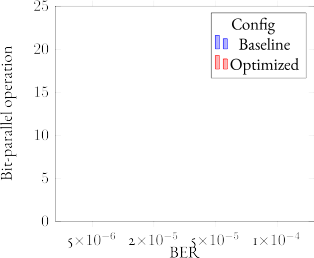 25
20
15
10
5
0
Bit-parallel operation
Config
Baseline
Optimized
5×10⁻⁶ 2×10⁻⁵ 5×10⁻⁵ 1×10⁻⁴
BER